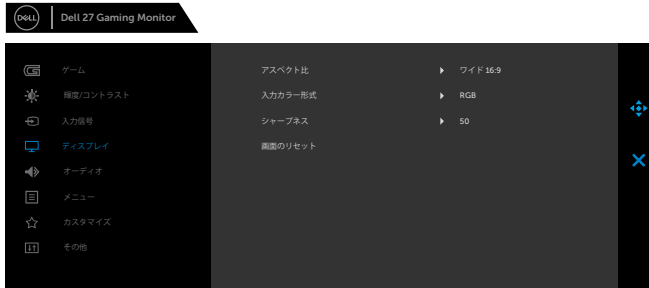 DELL
Dell 27 Gaming Monitor
ゲーム
輝度/コントラスト
入力信号
ディスプレイ
オーディオ
メニュー
カスタマイズ
その他
アスペクト比 ワイド 16:9
入力カラー形式 RGB
シャープネス 50
画面のリセット